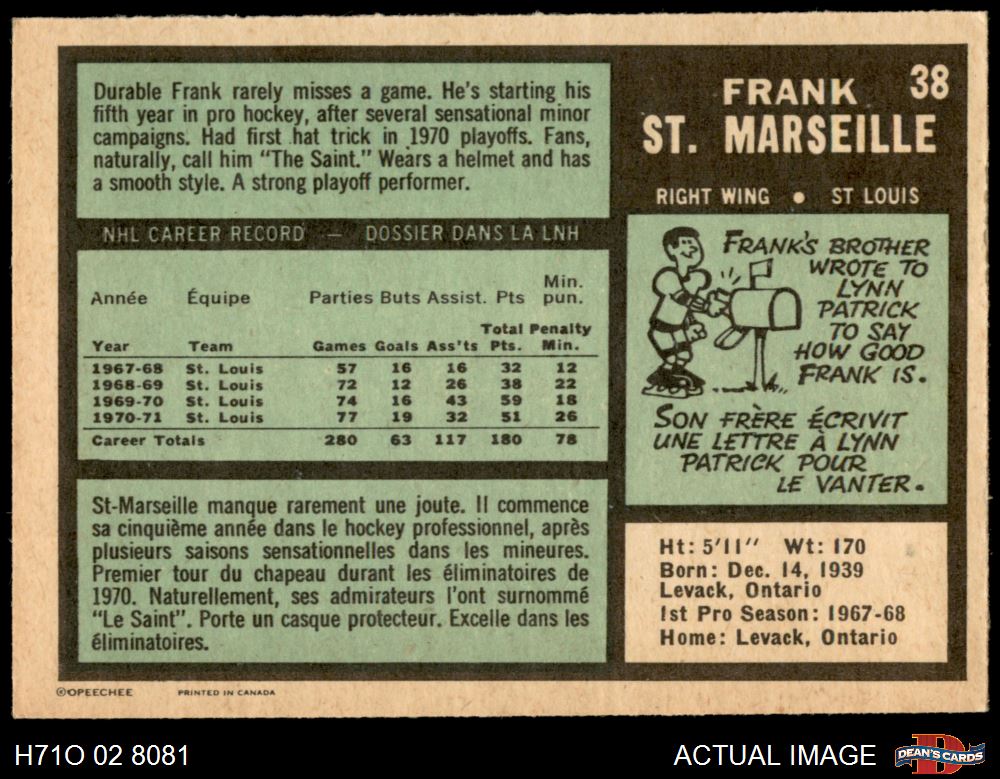 Durable Frank rarely misses a game. He's starting his
fifth year in pro hockey, after several sensational minor
campaigns. Had first hat trick in 1970 playoffs. Fans,
naturally, call him "The Saint." Wears a helmet and has
a smooth style. A strong playoff performer.
NHL CAREER RECORD — DOSSIER DANS LA LNH
Année Équipe Parties Buts Assist. Pts Min. pun.
Year Team Games Goals Ass'ts Total Pts. Penalty Min.
1967-68 St. Louis 57 16 16 32 12
1968-69 St. Louis 72 12 26 38 22
1969-70 St. Louis 74 16 43 59 18
1970-71 St. Louis 77 19 32 51 26
Career Totals 280 63 117 180 78
St-Marseille manque rarement une joute. Il commence
sa cinquième année dans le hockey professionnel, après
plusieurs saisons sensationnelles dans les mineures.
Premier tour du chapeau durant les éliminatoires de
1970. Naturellement, ses admirateurs l'ont surnommé
"Le Saint". Porte un casque protecteur. Excelle dans les
éliminatoires.
©OPEECHEE PRINTED IN CANADA
38
FRANK
ST. MARSEILLE
RIGHT WING • ST LOUIS
FRANK'S BROTHER
WROTE TO
LYNN
PATRICK
TO SAY
HOW GOOD
FRANK IS.
SON FRÈRE ÉCRIVIT
UNE LETTRE À LYNN
PATRICK POUR
LE VANTER.
Ht: 5'11" Wt: 170
Born: Dec. 14, 1939
Levack, Ontario
1st Pro Season: 1967-68
Home: Levack, Ontario
H71O 02 8081
ACTUAL IMAGE
DEAN'S CARDS